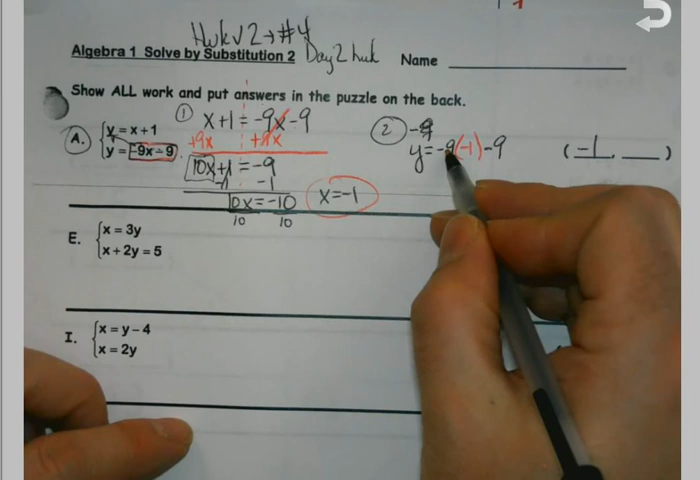 Hwk V2 → #4
Algebra 1 Solve by Substitution 2 Day 2 hwk Name
Show ALL work and put answers in the puzzle on the back.
A. y = x + 1
y = -9x - 9
① x+1 = -9x -9
+9x +9x
10x+1 = -9
-1 -1
10x = -10
10 10
x = -1
②
y = -9(-1) -9
( -1, __ )
E. x = 3y
x + 2y = 5
I. x = y - 4
x = 2y